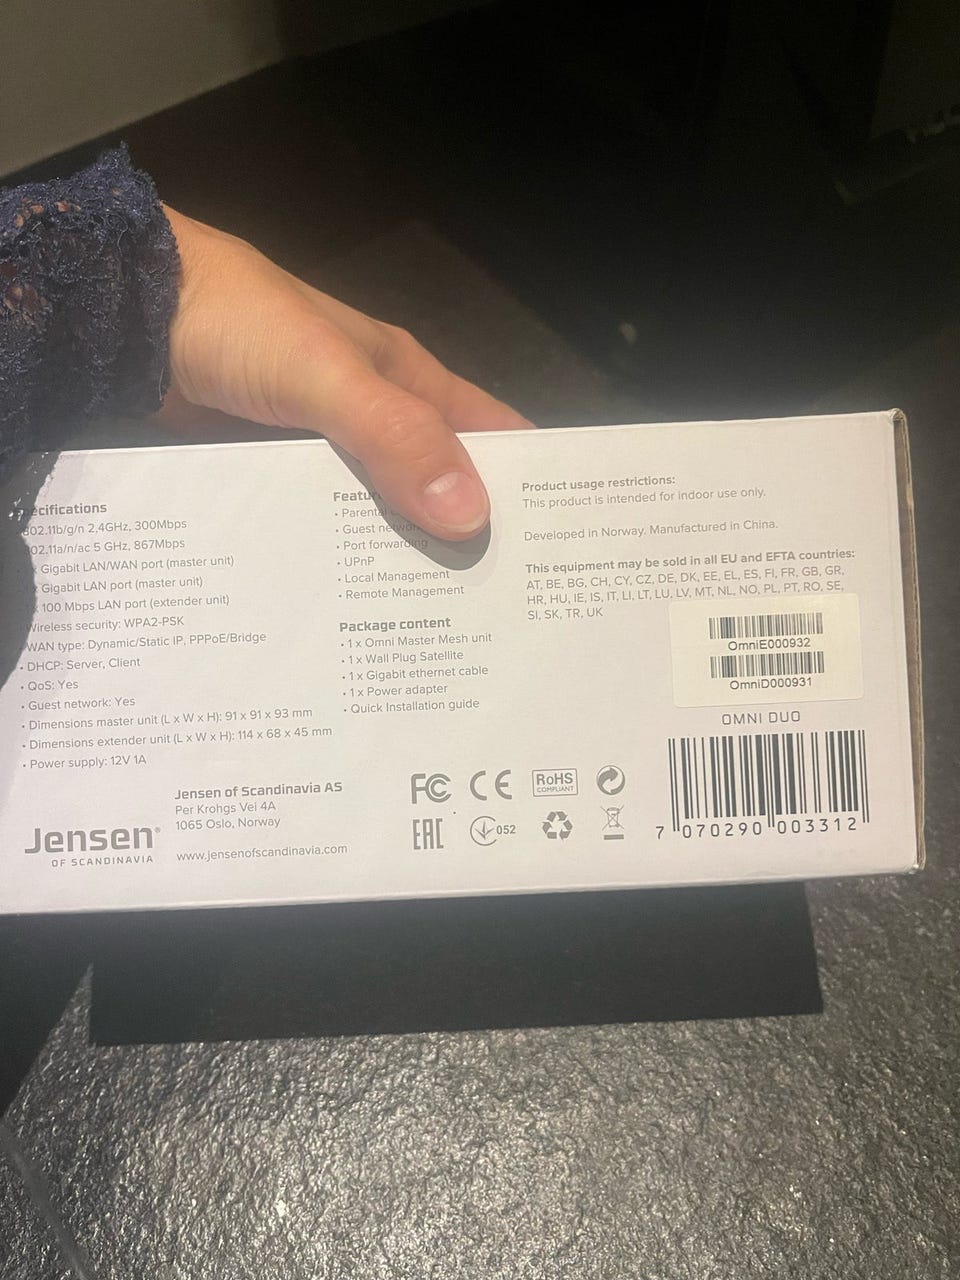 ecifications
802.11b/g/n 2,4GHz, 300Mbps
802.11a/n/ac 5 GHz, 867Mbps
Gigabit LAN/WAN port (master unit)
Gigabit LAN port (master unit)
100 Mbps LAN port (extender unit)
Wireless security: WPA2-PSK
WAN type: Dynamic/Static IP, PPPoE/Bridge
• DHCP: Server, Client
• QoS: Yes
• Guest network: Yes
• Dimensions master unit (L x W x H): 91 x 91 x 93 mm
• Dimensions extender unit (L x W x H): 114 x 68 x 45 mm
• Power supply: 12V 1A
Featur
• Parental
• Guest network
• Port forwarding
• UPnP
• Local Management
• Remote Management
Package content
• 1 x Omni Master Mesh unit
• 1 x Wall Plug Satellite
• 1 x Gigabit ethernet cable
• 1 x Power adapter
• Quick Installation guide
Product usage restrictions:
This product is intended for indoor use only.
Developed in Norway. Manufactured in China.
This equipment may be sold in all EU and EFTA countries:
AT, BE, BG, CH, CY, CZ, DE, DK, EE, EL, ES, FI, FR, GB, GR,
HR, HU, IE, IS, IT, LI, LT, LU, LV, MT, NL, NO, PL, PT, RO, SE,
SI, SK, TR, UK
OmniE000932
OmniD000931
OMNI DUO
7 070290 003312
Jensen®
OF SCANDINAVIA
Jensen of Scandinavia AS
Per Krohgs Vei 4A
1065 Oslo, Norway
www.jensenofscandinavia.com
FC CE RoHS
COMPLIANT
EAC 052